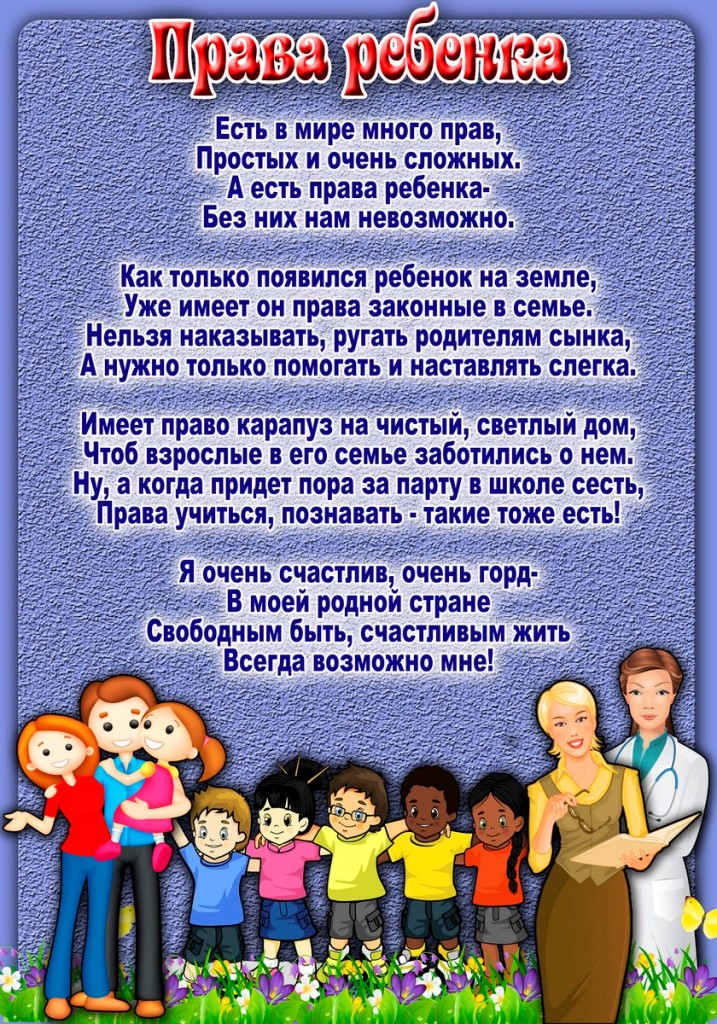 Права ребенка
Есть в мире много прав,
Простых и очень сложных.
А есть права ребенка-
Без них нам невозможно.
Как только появился ребенок на земле,
Уже имеет он права законные в семье.
Нельзя наказывать, ругать родителям сынка,
А нужно только помогать и наставлять слегка.
Имеет право карапуз на чистый, светлый дом,
Чтоб взрослые в его семье заботились о нем.
Ну, а когда придет пора за парту в школе сесть,
Права учиться, познавать - такие тоже есть!
Я очень счастлив, очень горд-
В моей родной стране
Свободным быть, счастливым жить
Всегда возможно мне!